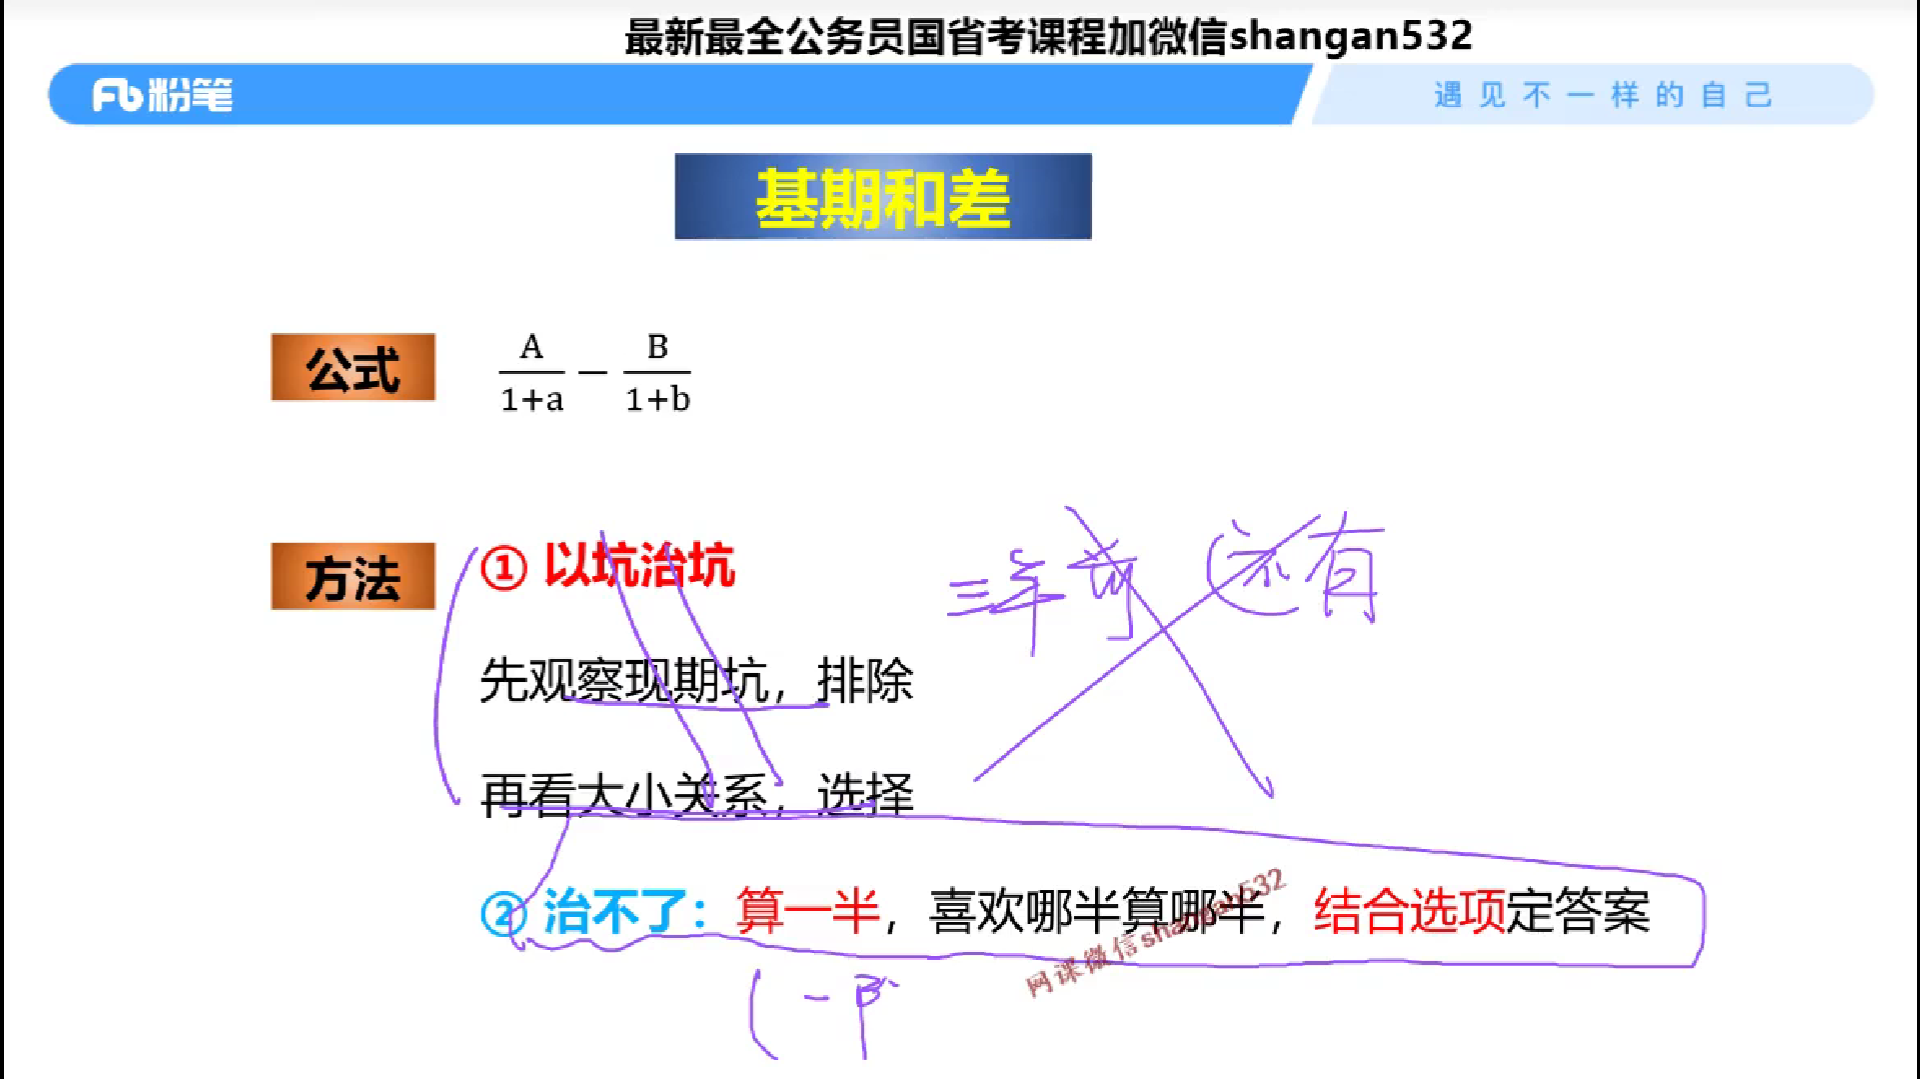 最新最全公务员国省考课程加微信shangan532
Fb粉笔
遇见不一样的自己
基期和差
公式
A/1+a − B/1+b
方法
① 以坑治坑
三年前 还有
先观察现期坑，排除
再看大小关系，选择
② 治不了：算一半，喜欢哪半算哪半，结合选项定答案
网课微信shangan532